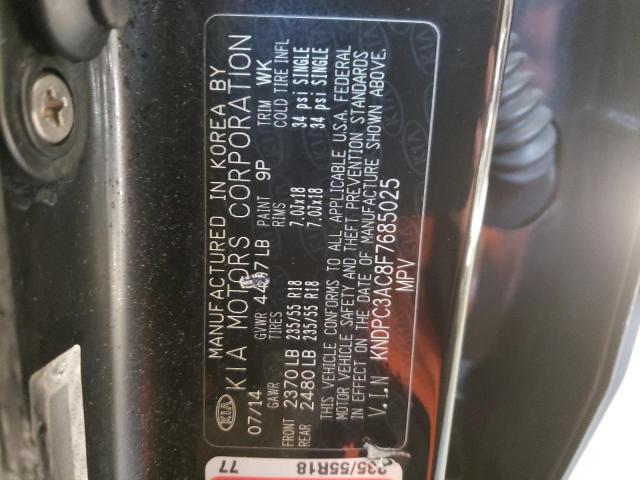 KIA
MANUFACTURED IN KOREA BY
KIA MOTORS CORPORATION
07/14 GVWR LB PAINT 9P TRIM WK
GAWR TIRES RIMS COLD TIRE INFL
FRONT 2370 LB 235/55 R18 7.0Jx18 34 psi SINGLE
REAR 2480 LB 235/55 R18 7.0Jx18 34 psi SINGLE
THIS VEHICLE CONFORMS TO ALL APPLICABLE U.S.A. FEDERAL
MOTOR VEHICLE SAFETY AND THEFT PREVENTION STANDARDS
IN EFFECT ON THE DATE OF MANUFACTURE SHOWN ABOVE.
V.I.N KNDPC3AC8F7685025
MPV
235/55R18
77